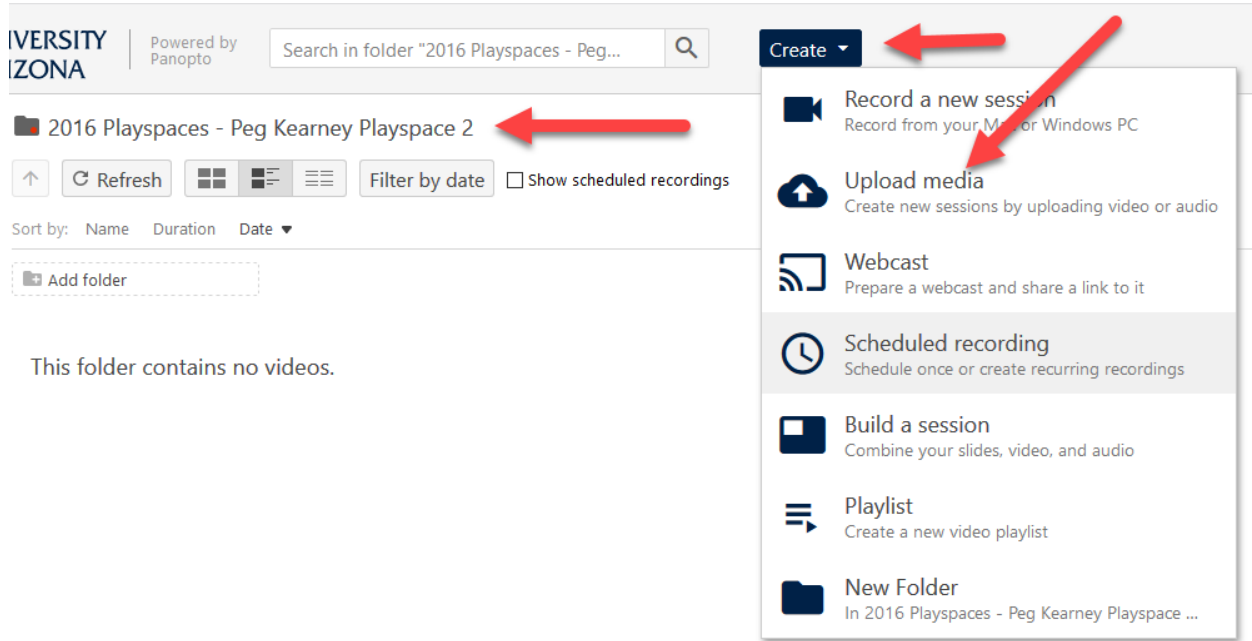 IVERSITY
IZONA
Powered by
Panopto
Search in folder "2016 Playspaces - Peg...
Create
2016 Playspaces - Peg Kearney Playspace 2
Refresh
Filter by date
Show scheduled recordings
Sort by: Name Duration Date
Add folder
This folder contains no videos.
Record a new session
Record from your Mac or Windows PC
Upload media
Create new sessions by uploading video or audio
Webcast
Prepare a webcast and share a link to it
Scheduled recording
Schedule once or create recurring recordings
Build a session
Combine your slides, video, and audio
Playlist
Create a new video playlist
New Folder
In 2016 Playspaces - Peg Kearney Playspace ...